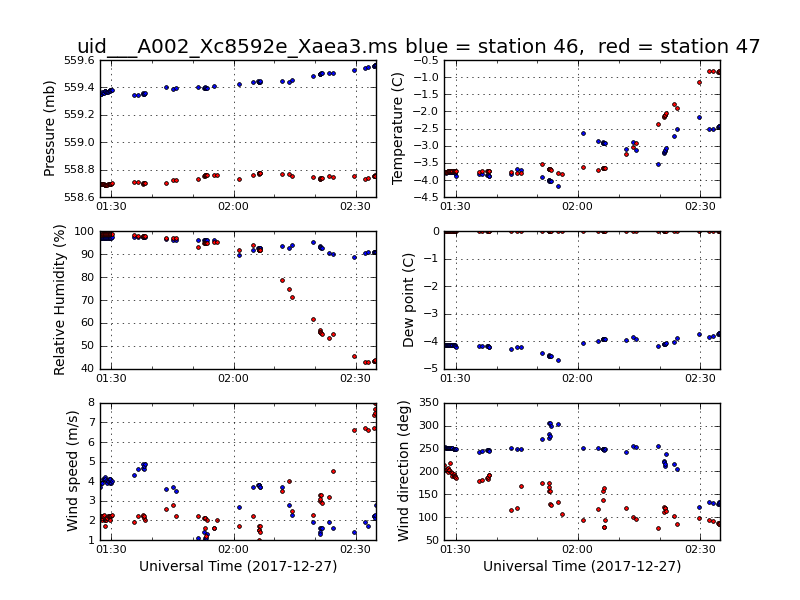 uid___A002_Xc8592e_Xaea3.ms blue = station 46, red = station 47
559.6
559.4
559.2
559.0
558.8
558.6
Pressure (mb)
01:30 02:00 02:30
−0.5
−1.0
−1.5
−2.0
−2.5
−3.0
−3.5
−4.0
−4.5
Temperature (C)
01:30 02:00 02:30
100
90
80
70
60
50
40
Relative Humidity (%)
01:30 02:00 02:30
0
−1
−2
−3
−4
−5
Dew point (C)
01:30 02:00 02:30
8
7
6
5
4
3
2
1
Wind speed (m/s)
01:30 02:00 02:30
Universal Time (2017-12-27)
350
300
250
200
150
100
50
Wind direction (deg)
01:30 02:00 02:30
Universal Time (2017-12-27)